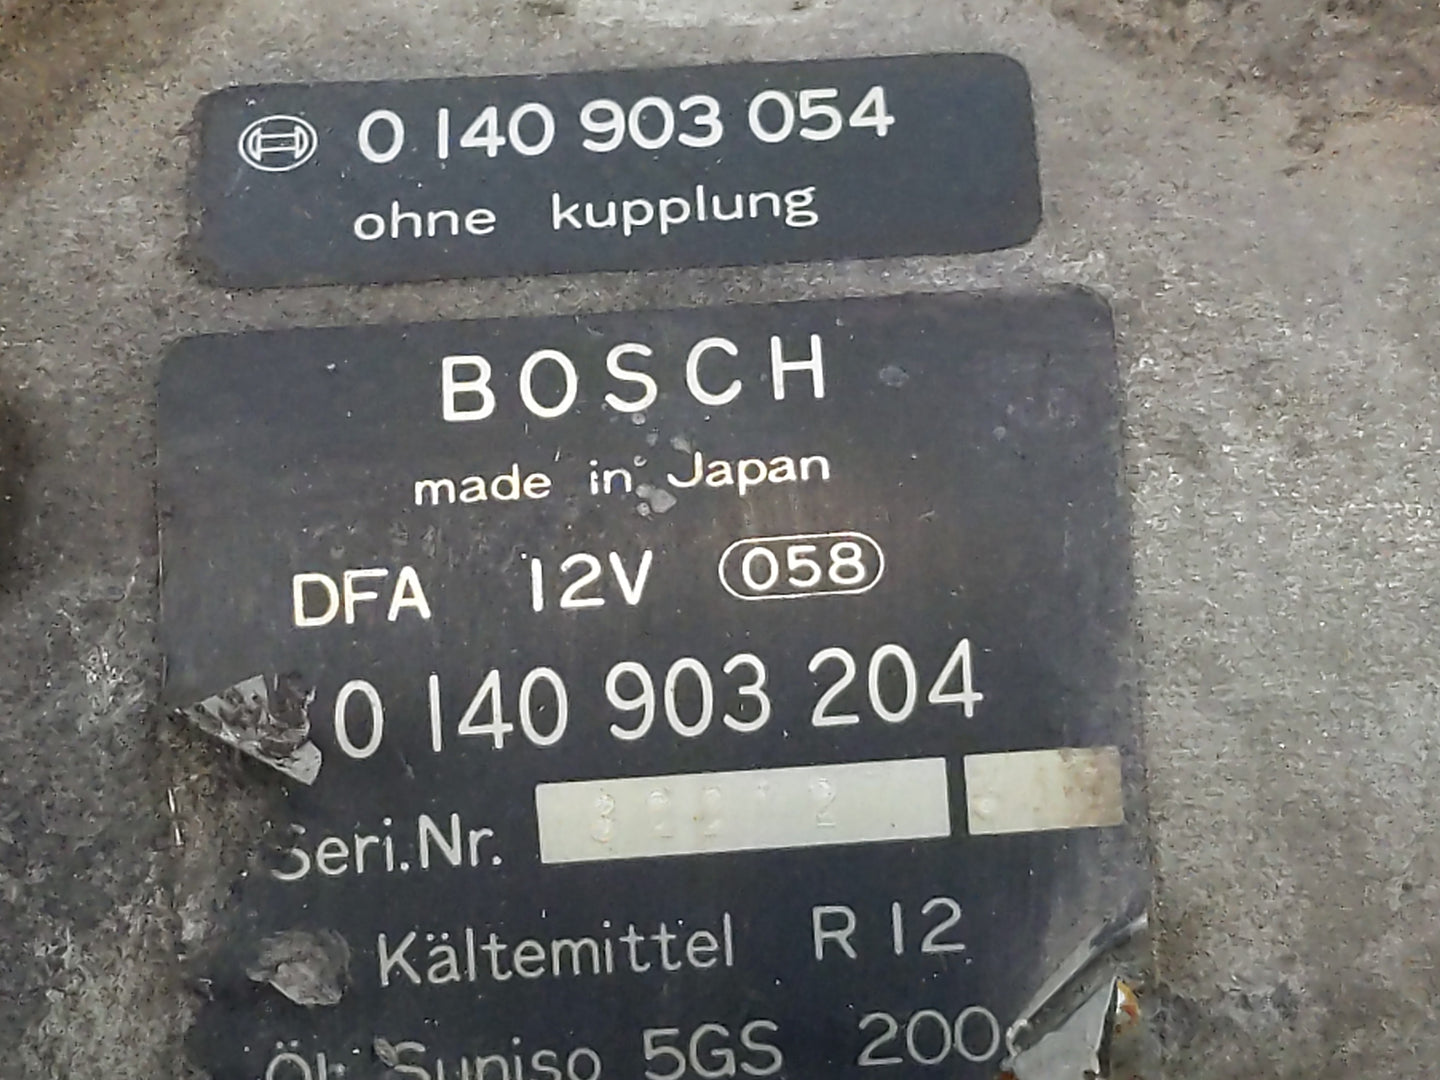 0 140 903 054
ohne kupplung
BOSCH
made in Japan
DFA 12V 058
0 140 903 204
Seri.Nr.
Kältemittel R 12
Öl: Suniso 5GS 200g